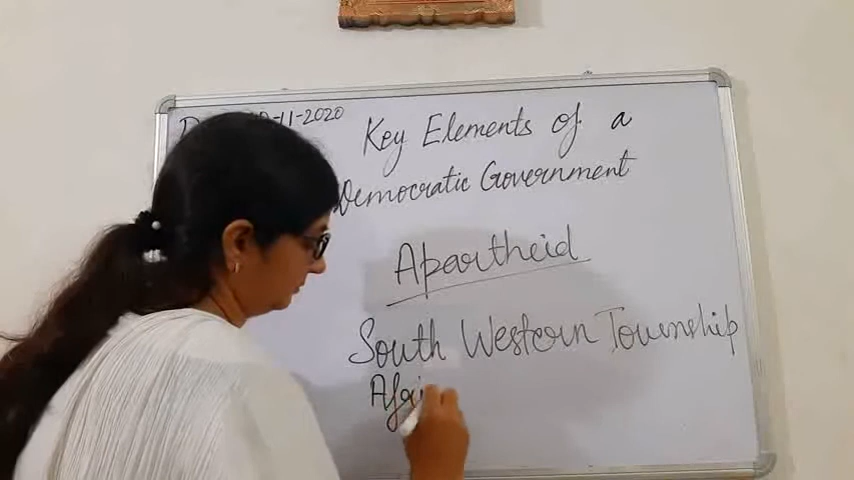 -11-2020
Key Elements of a
Democratic Government
Apartheid
South Western Township